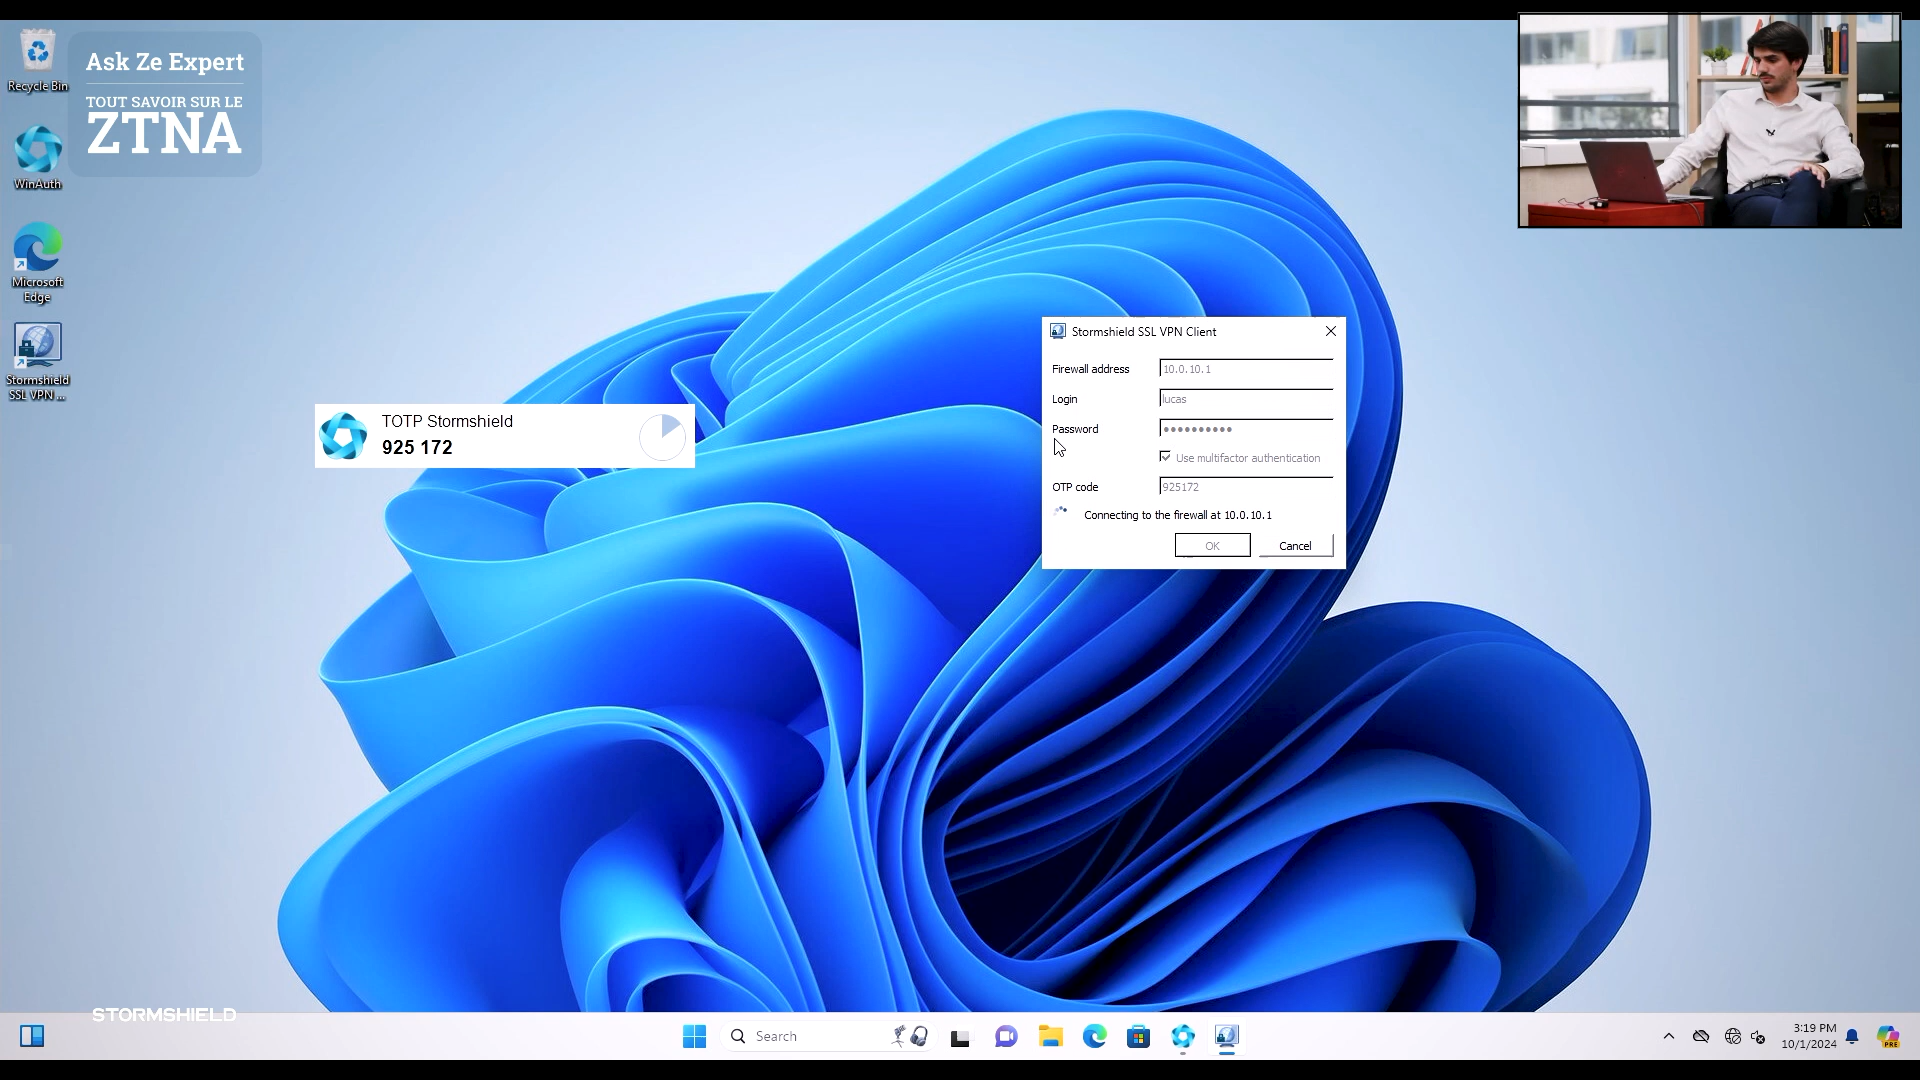 Recycle Bin
Ask Ze Expert
TOUT SAVOIR SUR LE
ZTNA
WinAuth
Microsoft
Edge
Stormshield
SSL VPN ...
TOTP Stormshield
925 172
Stormshield SSL VPN Client
Firewall address
10.0.10.1
Login
lucas
Password
Use multifactor authentication
OTP code
925172
Connecting to the firewall at 10.0.10.1
OK
Cancel
STORMSHIELD
Search
3:19 PM
10/1/2024
PRE